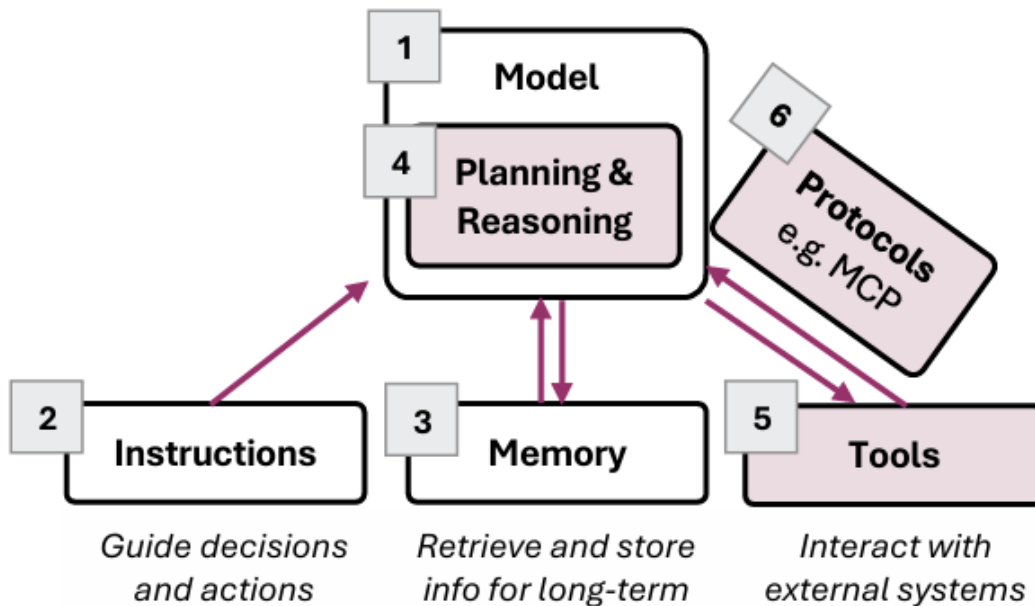 1
Model
4
Planning &
Reasoning
6
Protocols
e.g. MCP
2
Instructions
Guide decisions
and actions
3
Memory
Retrieve and store
info for long-term
5
Tools
Interact with
external systems